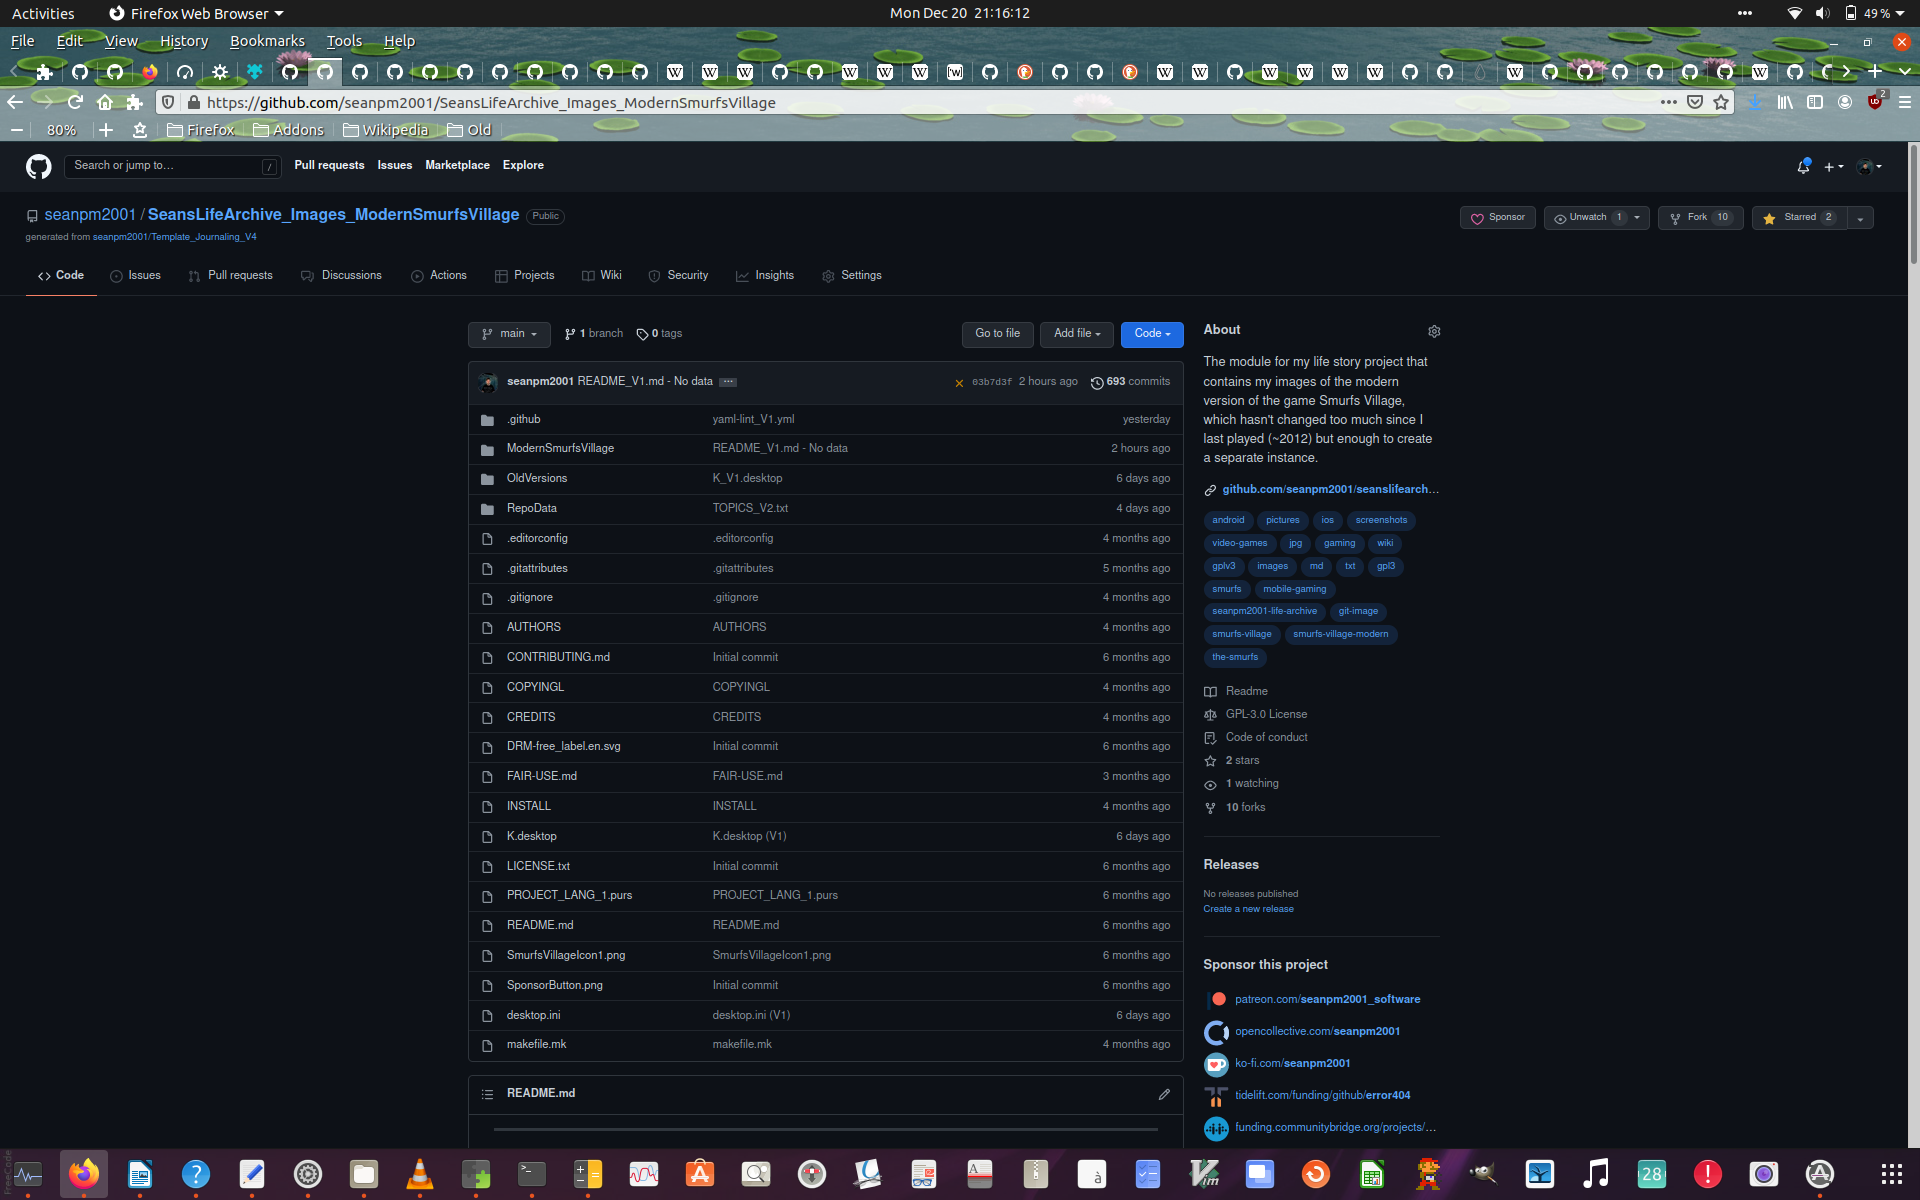 Activities
Firefox Web Browser
Mon Dec 20 21:16:12
49 %
File Edit View History Bookmarks Tools Help
https://github.com/seanpm2001/SeansLifeArchive_Images_ModernSmurfsVillage
2
80%
Firefox Addons Wikipedia Old
Search or jump to…
/
Pull requests Issues Marketplace Explore
seanpm2001 / SeansLifeArchive_Images_ModernSmurfsVillage Public
Sponsor
Unwatch 1
Fork 10
Starred 2
generated from seanpm2001/Template_Journaling_V4
Code Issues Pull requests Discussions Actions Projects Wiki Security Insights Settings
main 1 branch 0 tags
Go to file Add file Code
seanpm2001 README_V1.md - No data ··· 03b7d3f 2 hours ago 693 commits
.github yaml-lint_V1.yml yesterday
ModernSmurfsVillage README_V1.md - No data 2 hours ago
OldVersions K_V1.desktop 6 days ago
RepoData TOPICS_V2.txt 4 days ago
.editorconfig .editorconfig 4 months ago
.gitattributes .gitattributes 5 months ago
.gitignore .gitignore 4 months ago
AUTHORS AUTHORS 4 months ago
CONTRIBUTING.md Initial commit 6 months ago
COPYINGL COPYINGL 4 months ago
CREDITS CREDITS 4 months ago
DRM-free_label.en.svg Initial commit 6 months ago
FAIR-USE.md FAIR-USE.md 3 months ago
INSTALL INSTALL 4 months ago
K.desktop K.desktop (V1) 6 days ago
LICENSE.txt Initial commit 6 months ago
PROJECT_LANG_1.purs PROJECT_LANG_1.purs 6 months ago
README.md README.md 6 months ago
SmurfsVillageIcon1.png SmurfsVillageIcon1.png 6 months ago
SponsorButton.png Initial commit 6 months ago
desktop.ini desktop.ini (V1) 6 days ago
makefile.mk makefile.mk 4 months ago
README.md
About
The module for my life story project that
contains my images of the modern
version of the game Smurfs Village,
which hasn't changed too much since I
last played (~2012) but enough to create
a separate instance.
github.com/seanpm2001/seanslifearch…
android pictures ios screenshots
video-games jpg gaming wiki
gplv3 images md txt gpl3
smurfs mobile-gaming
seanpm2001-life-archive git-image
smurfs-village smurfs-village-modern
the-smurfs
Readme
GPL-3.0 License
Code of conduct
2 stars
1 watching
10 forks
Releases
No releases published
Create a new release
Sponsor this project
patreon.com/seanpm2001_software
opencollective.com/seanpm2001
ko-fi.com/seanpm2001
tidelift.com/funding/github/error404
funding.communitybridge.org/projects/…
FreeCode
28